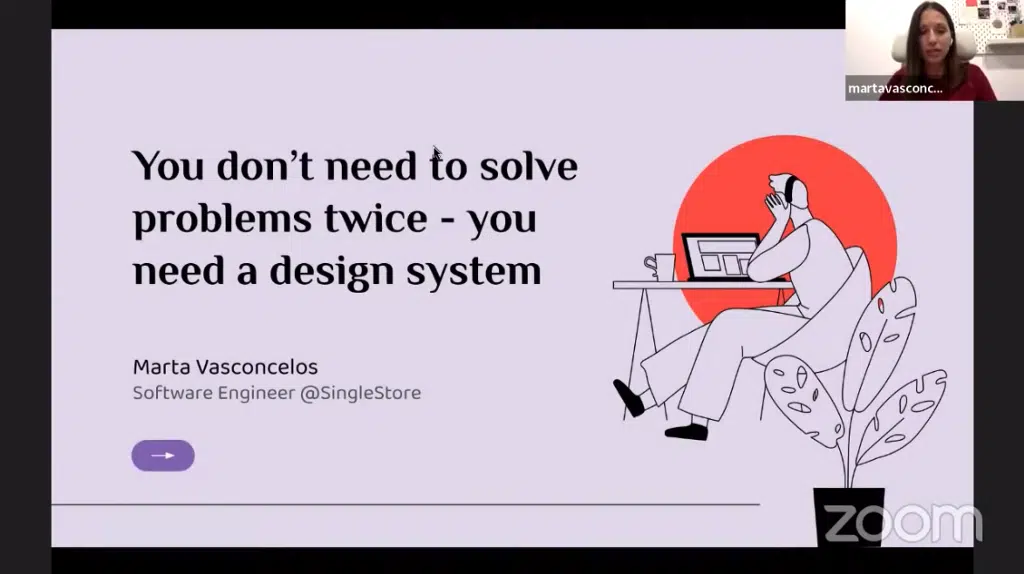 martavasconc...
You don't need to solve
problems twice - you
need a design system
Marta Vasconcelos
Software Engineer @SingleStore
zoom